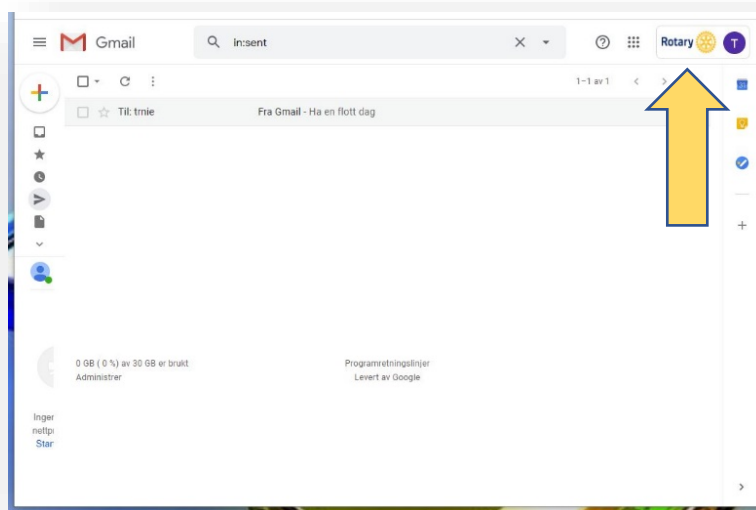 Gmail
in:sent
Rotary
T
1–1 av 1
Til: tmie
Fra Gmail - Ha en flott dag
0 GB ( 0 %) av 30 GB er brukt
Administrer
Programretningslinjer
Levert av Google
Inger
nettp
Star